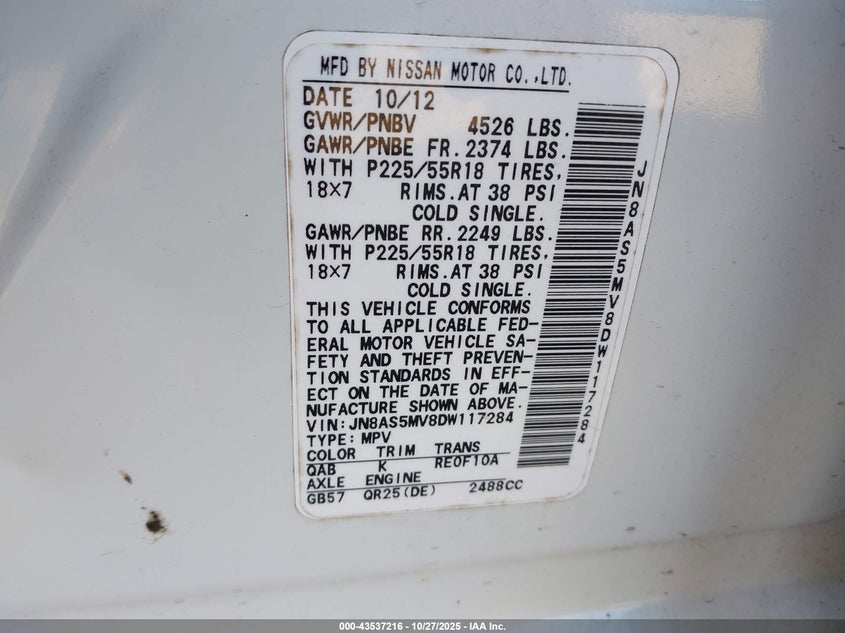 MFD BY NISSAN MOTOR CO.,LTD.
DATE 10/12
GVWR/PNBV 4526 LBS.
GAWR/PNBE FR.2374 LBS.
WITH P225/55R18 TIRES,
18X7 RIMS.AT 38 PSI
COLD SINGLE.
GAWR/PNBE RR.2249 LBS.
WITH P225/55R18 TIRES,
18X7 RIMS.AT 38 PSI
COLD SINGLE.
THIS VEHICLE CONFORMS
TO ALL APPLICABLE FED-
ERAL MOTOR VEHICLE SA-
FETY AND THEFT PREVEN-
TION STANDARDS IN EFF-
ECT ON THE DATE OF MA-
NUFACTURE SHOWN ABOVE.
VIN:JN8AS5MV8DW117284
TYPE:MPV
COLOR TRIM TRANS
QAB K RE0F10A
AXLE ENGINE
GB57 QR25(DE) 2488CC
JN8AS5MV8DW117284
000-43537216 - 10/27/2025 - IAA Inc.